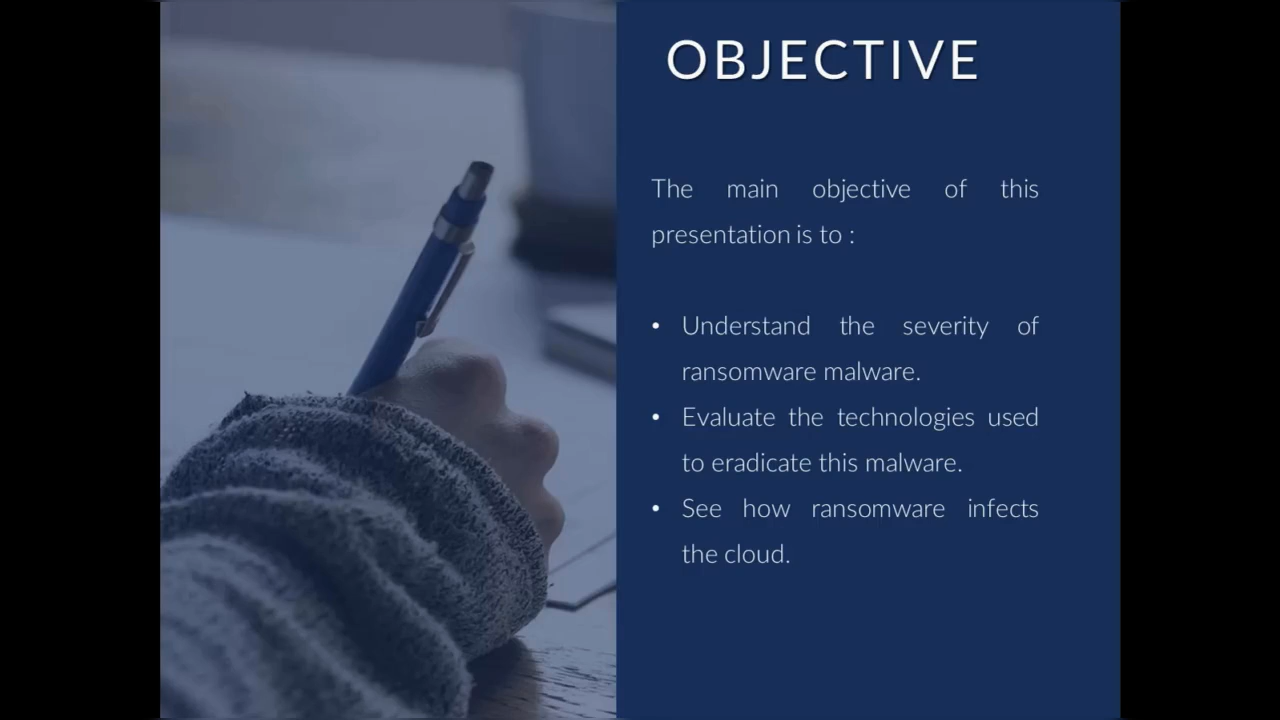 OBJECTIVE
The main objective of this
presentation is to :
• Understand the severity of
ransomware malware.
• Evaluate the technologies used
to eradicate this malware.
• See how ransomware infects
the cloud.